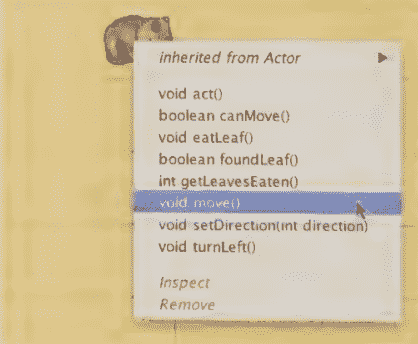 inherited from Actor
void act()
boolean canMove()
void eatLeaf()
boolean foundLeaf()
int getLeavesEaten()
void move()
void setDirection(int direction)
void turnLeft()
Inspect
Remove